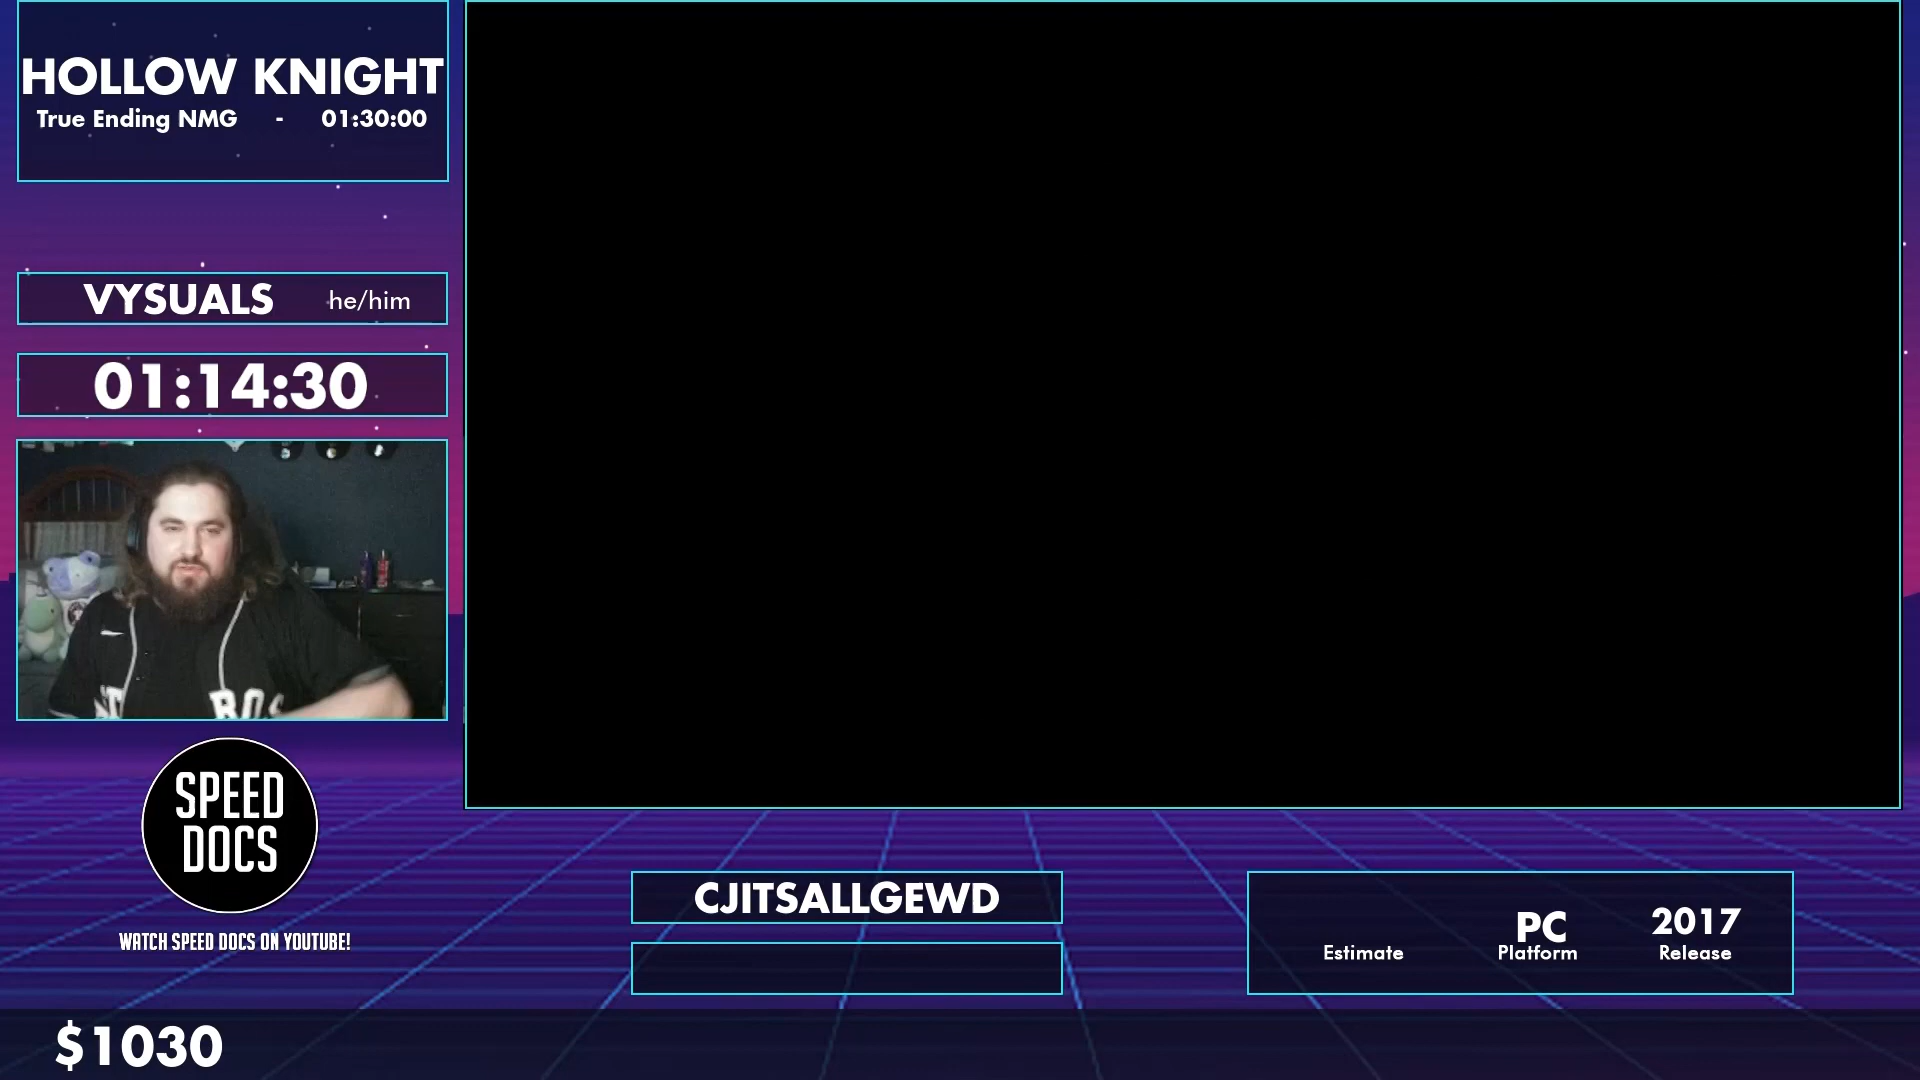 HOLLOW KNIGHT
True Ending NMG - 01:30:00
VYSUALS he/him
01:14:30
SPEED
DOCS
WATCH SPEED DOCS ON YOUTUBE!
CJITSALLGEWD
Estimate
PC
Platform
2017
Release
$1030